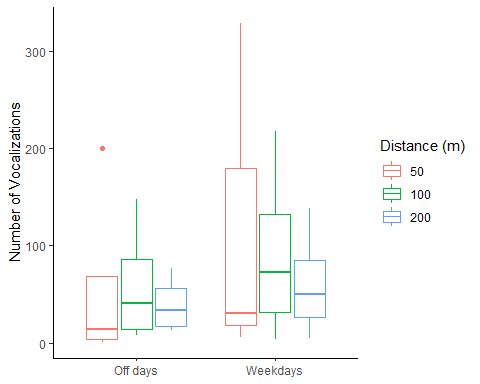 Number of Vocalizations
300
200
100
0
Off days
Weekdays
Distance (m)
50
100
200